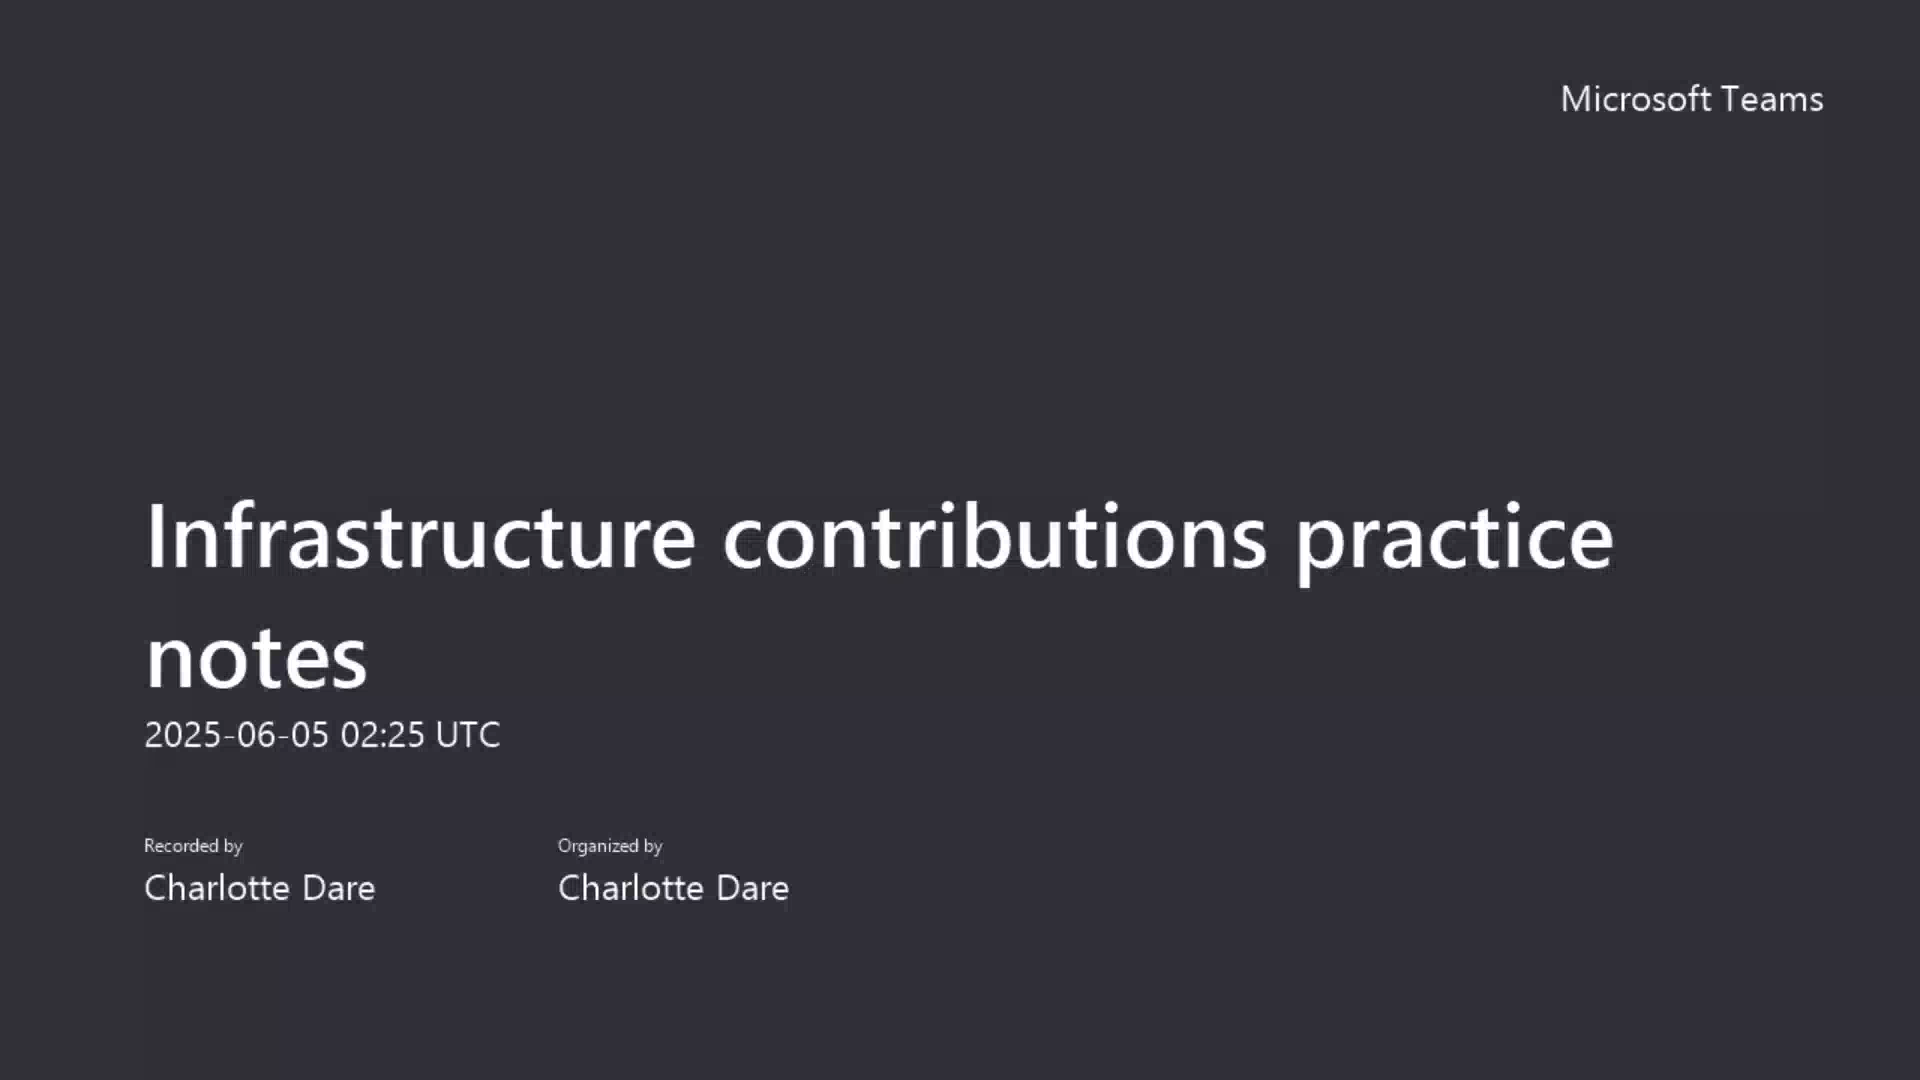 Microsoft Teams
Infrastructure contributions practice
notes
2025-06-05 02:25 UTC
Recorded by
Charlotte Dare
Organized by
Charlotte Dare